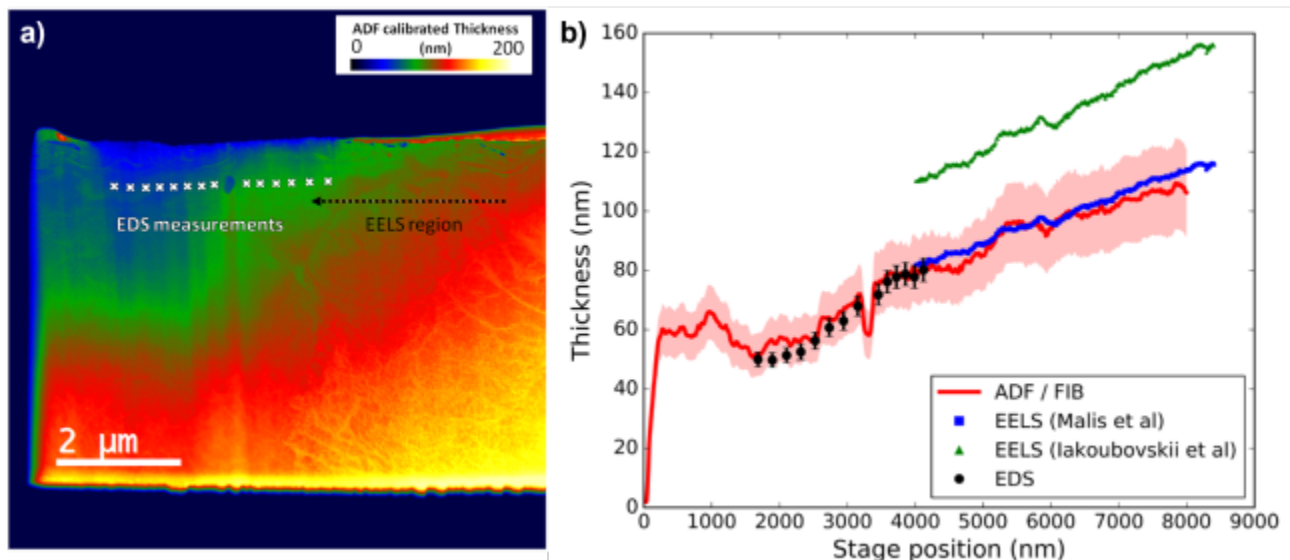 a)
ADF calibrated Thickness
0 (nm) 200
EDS measurements
EELS region
2 μm
b)
Thickness (nm)
160
140
120
100
80
60
40
20
0
0 1000 2000 3000 4000 5000 6000 7000 8000 9000
Stage position (nm)
ADF / FIB
EELS (Malis et al)
EELS (Iakoubovskii et al)
EDS